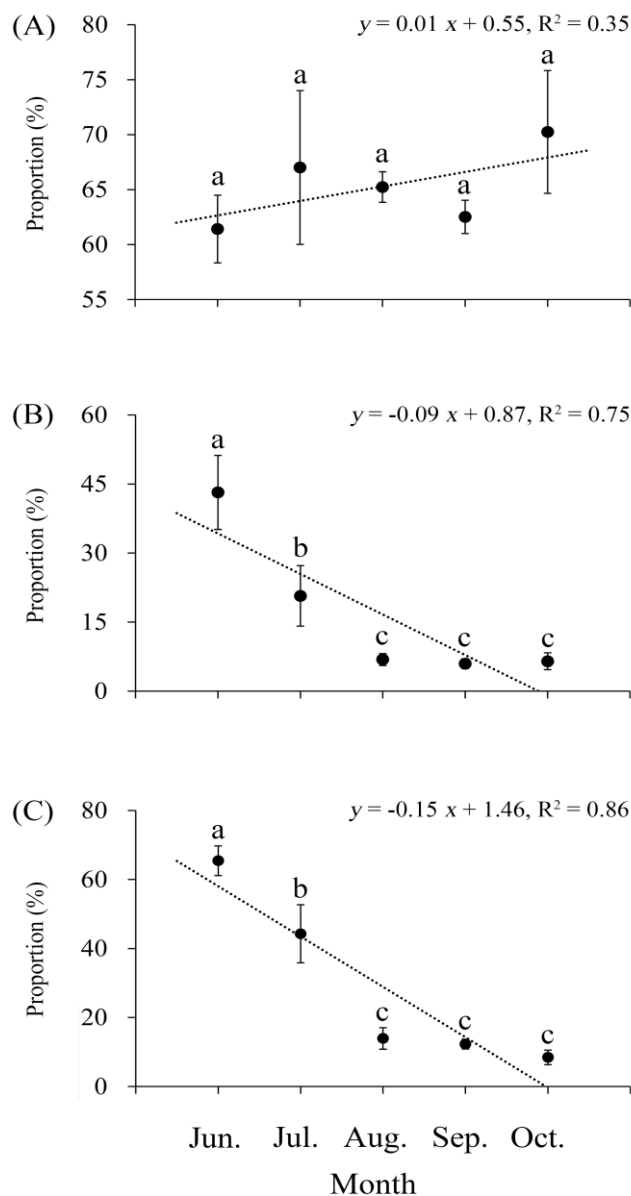 (A)
y = 0.01 x + 0.55, R² = 0.35
80
75
70
65
60
55
Proportion (%)
a
a
a
a
a
(B)
y = -0.09 x + 0.87, R² = 0.75
60
45
30
15
0
Proportion (%)
a
b
c
c
c
(C)
y = -0.15 x + 1.46, R² = 0.86
80
60
40
20
0
Proportion (%)
a
b
c
c
c
Jun. Jul. Aug. Sep. Oct.
Month